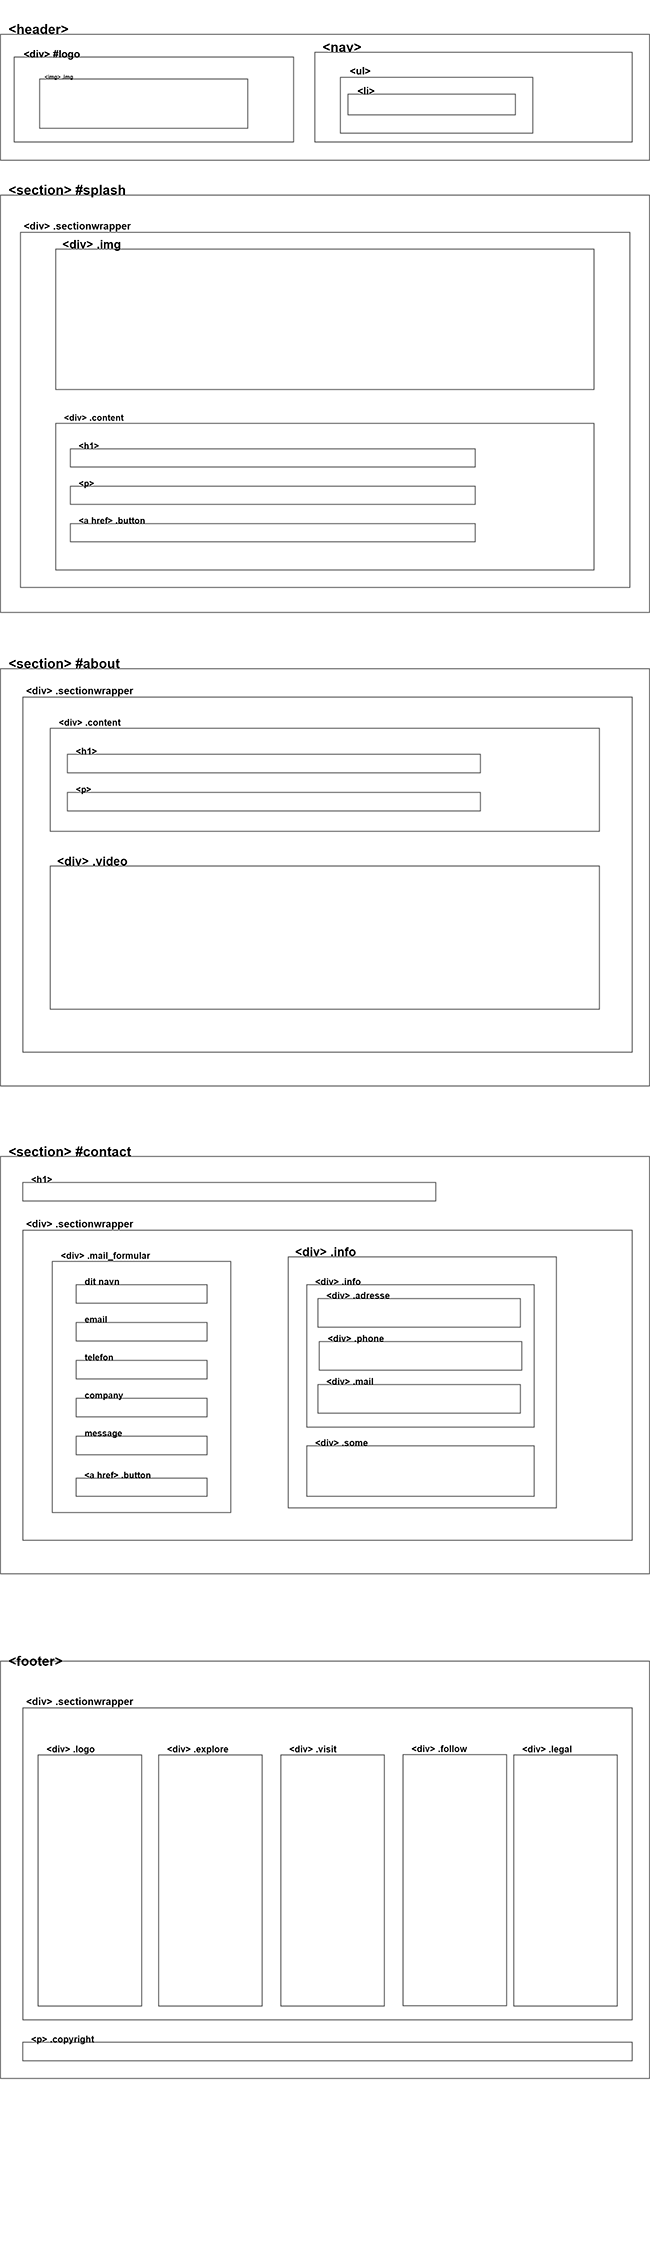 <header>
<div> #logo
<img> .img
<nav>
<ul>
<li>
<section> #splash
<div> .sectionwrapper
<div> .img
<div> .content
<h1>
<p>
<a href> .button
<section> #about
<div> .sectionwrapper
<div> .content
<h1>
<p>
<div> .video
<section> #contact
<h1>
<div> .sectionwrapper
<div> .mail_formular
dit navn
email
telefon
company
message
<a href> .button
<div> .info
<div> .info
<div> .adresse
<div> .phone
<div> .mail
<div> .some
<footer>
<div> .sectionwrapper
<div> .logo
<div> .explore
<div> .visit
<div> .follow
<div> .legal
<p> .copyright